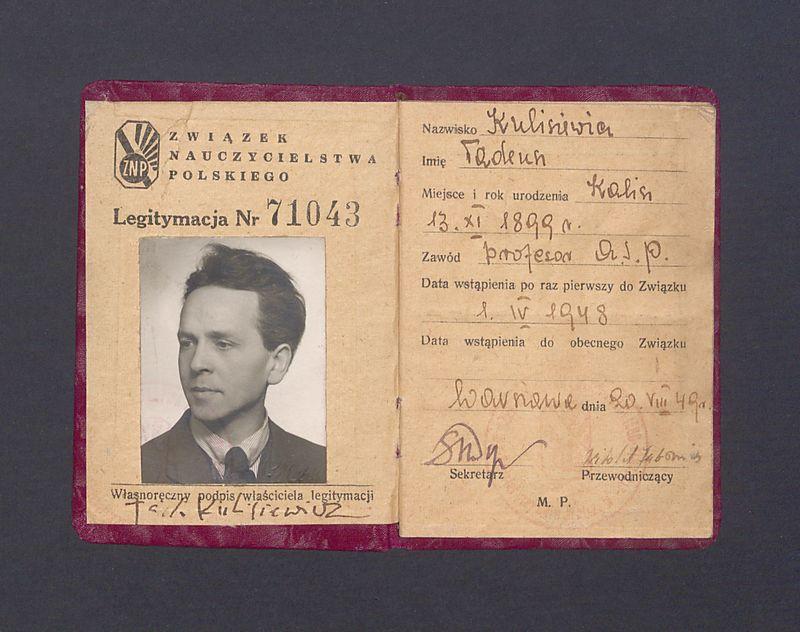 ZNP
ZWIĄZEK
NAUCZYCIELSTWA
POLSKIEGO
Legitymacja Nr 71043
Własnoręczny podpis właściciela legitymacji
Tad. Kulisiewicz
Nazwisko Kulisiewicz
Imię Tadeusz
Miejsce i rok urodzenia Kalisz
13. XI 1899 r.
Zawód profesor A.S.P.
Data wstąpienia po raz pierwszy do Związku
1. IV 1948
Data wstąpienia do obecnego Związku
Warszawa dnia 20. VIII 49 r.
Sekretarz Przewodniczący
M. P.